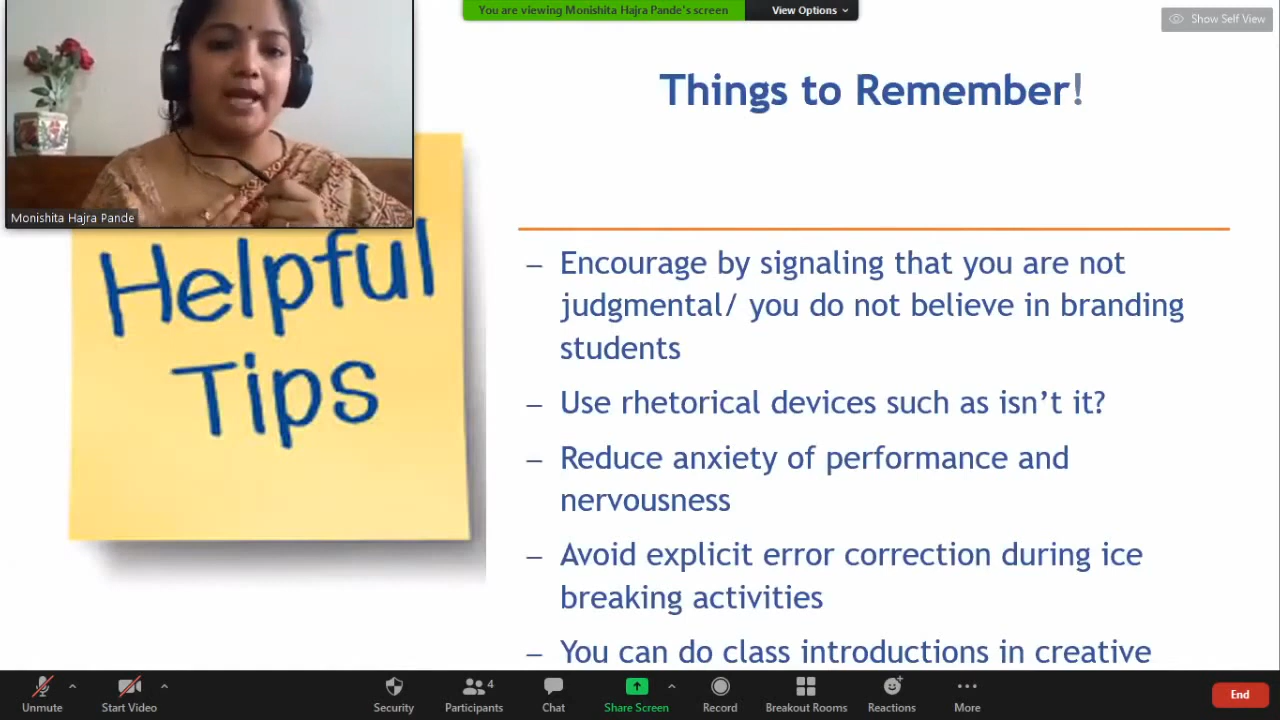 You are viewing Monishita Hajra Pande's screen
View Options
Show Self View
Things to Remember!
Monishita Hajra Pande
Helpful
Tips
– Encourage by signaling that you are not
judgmental/ you do not believe in branding
students
– Use rhetorical devices such as isn’t it?
– Reduce anxiety of performance and
nervousness
– Avoid explicit error correction during ice
breaking activities
– You can do class introductions in creative
Unmute
Start Video
Security
Participants
4
Chat
Share Screen
Record
Breakout Rooms
Reactions
More
End